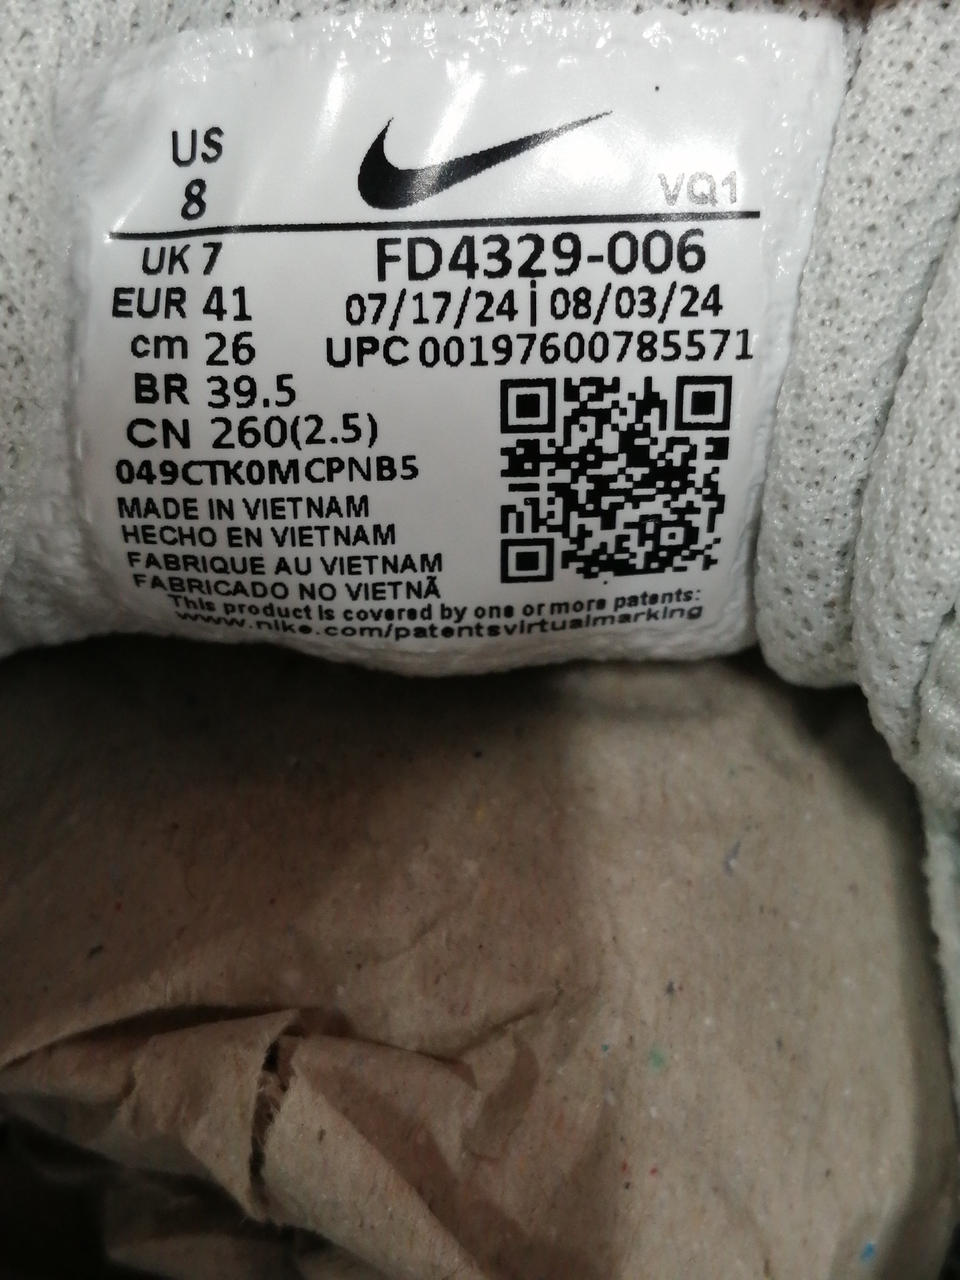 US
8
VQ1
UK 7
FD4329-006
EUR 41
07/17/24 | 08/03/24
cm 26
UPC 00197600785571
BR 39.5
CN 260(2.5)
049CTK0MCPNB5
MADE IN VIETNAM
HECHO EN VIETNAM
FABRIQUE AU VIETNAM
FABRICADO NO VIETNÃ
This product is covered by one or more patents:
www.nike.com/patentsvirtualmarking